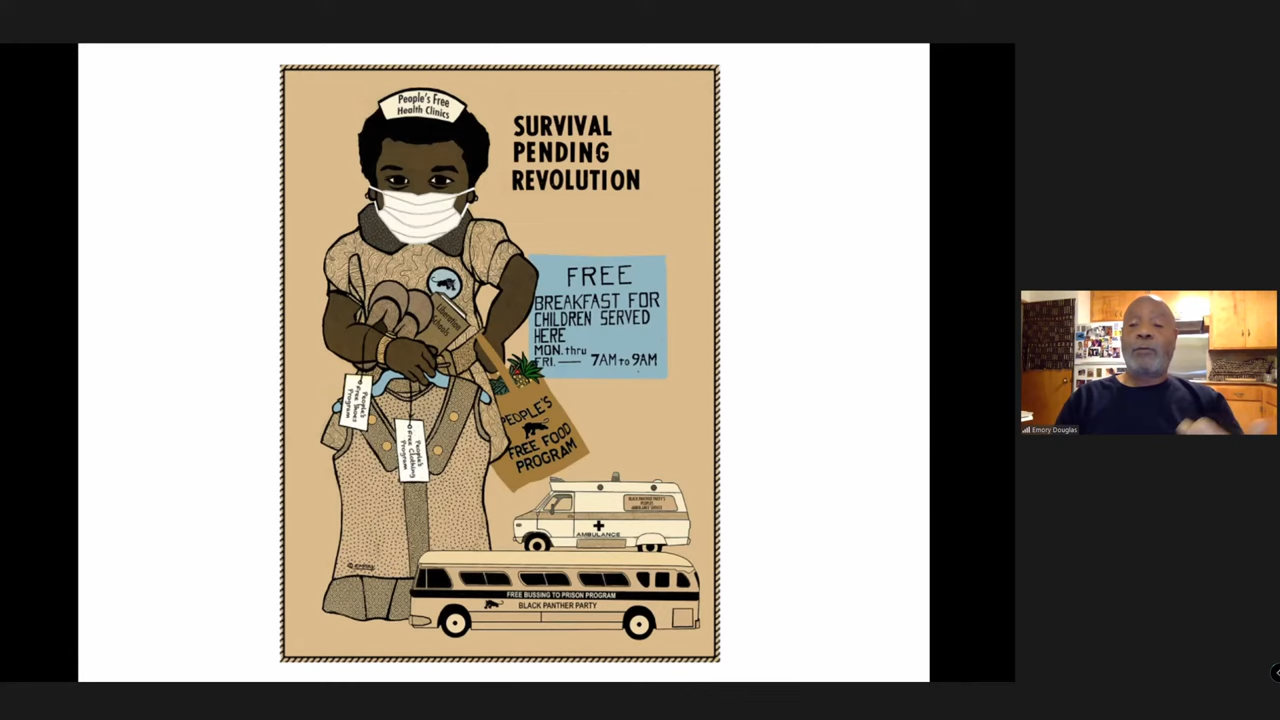 People's Free
Health Clinics
SURVIVAL
PENDING
REVOLUTION
FREE
BREAKFAST FOR
CHILDREN SERVED
HERE
MON. thru
FRI. — 7AM to 9AM
Liberation
Schools
People's
Free Shoes
Program
People's
Free Clothing
Program
PEOPLE'S
FREE FOOD
PROGRAM
BLACK PANTHER PARTY'S
PEOPLES
AMBULANCE SERVICE
AMBULANCE
FREE BUSSING TO PRISON PROGRAM
BLACK PANTHER PARTY
Emory Douglas